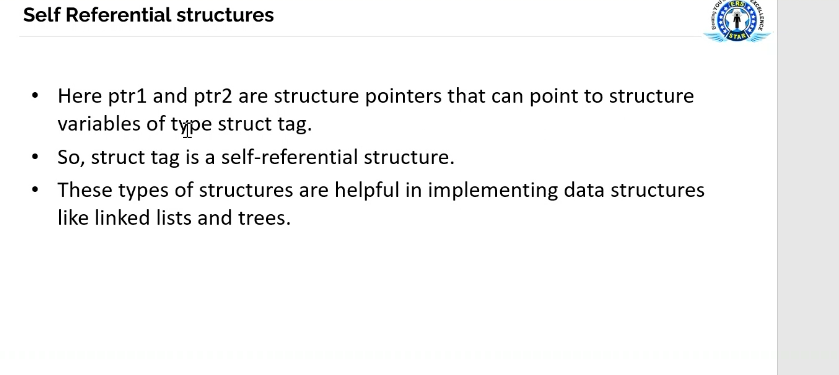 Self Referential structures
• Here ptr1 and ptr2 are structure pointers that can point to structure
variables of type struct tag.
• So, struct tag is a self-referential structure.
• These types of structures are helpful in implementing data structures
like linked lists and trees.
STAR